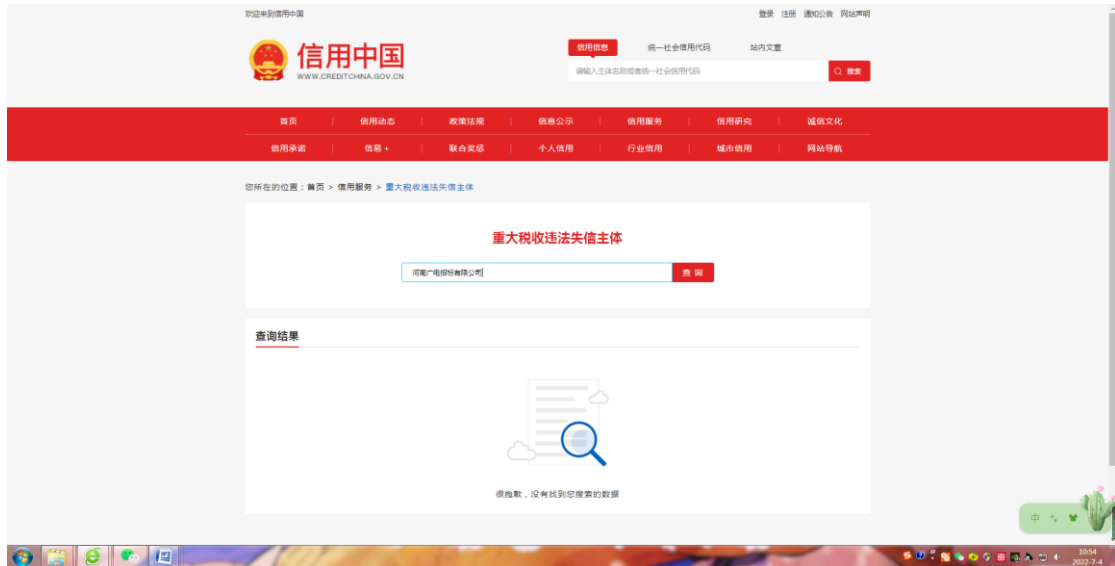 欢迎来到信用中国 登录 注册 通知公告 网站声明
信用中国
WWW.CREDITCHINA.GOV.CN
信用信息 统一社会信用代码 站内文章
请输入主体名称或者统一社会信用代码 搜索
首页 信用动态 政策法规 信息公示 信用服务 信用研究 诚信文化
信用承诺 信易+ 联合奖惩 个人信用 行业信用 城市信用 网站导航
您所在的位置：首页 > 信用服务 > 重大税收违法失信主体
重大税收违法失信主体
河南广电招标有限公司 查询
查询结果
很抱歉，没有找到您搜索的数据
中
10:54
2022-7-4